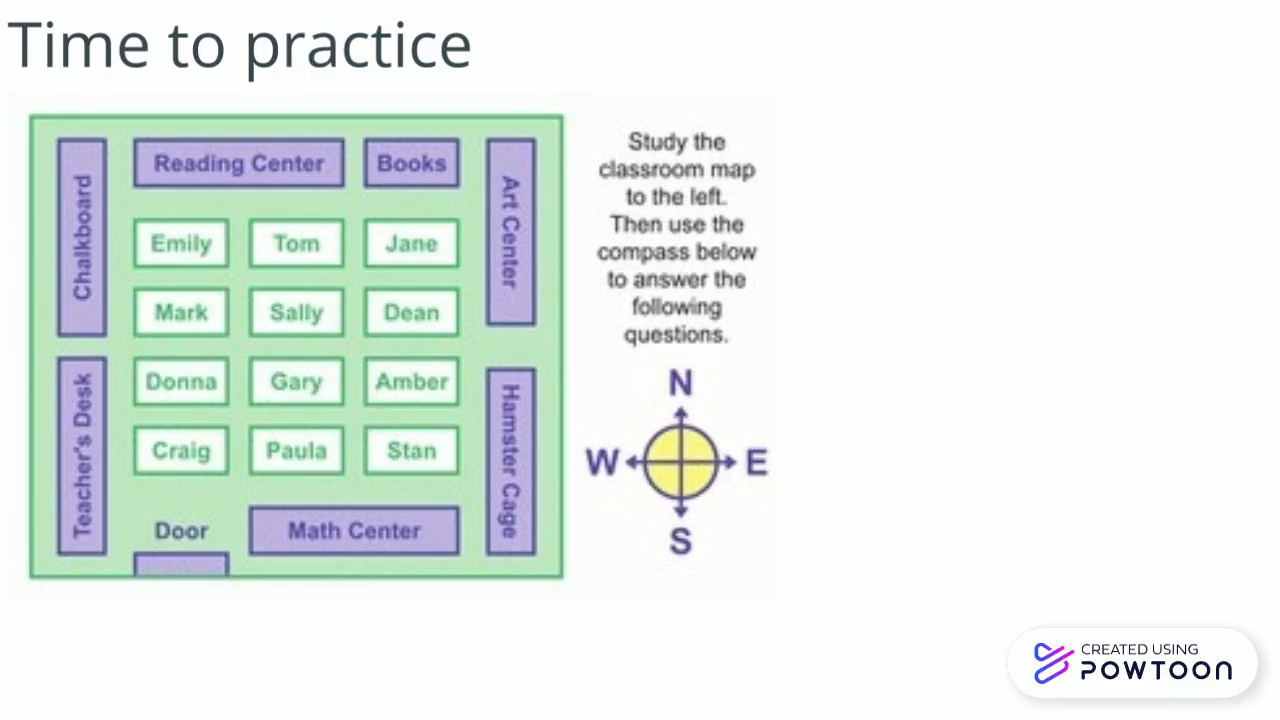 Time to practice
Reading Center
Books
Chalkboard
Art Center
Emily
Tom
Jane
Mark
Sally
Dean
Donna
Gary
Amber
Craig
Paula
Stan
Teacher's Desk
Hamster Cage
Door
Math Center
Study the
classroom map
to the left.
Then use the
compass below
to answer the
following
questions.
N
W
E
S
CREATED USING
POWTOON